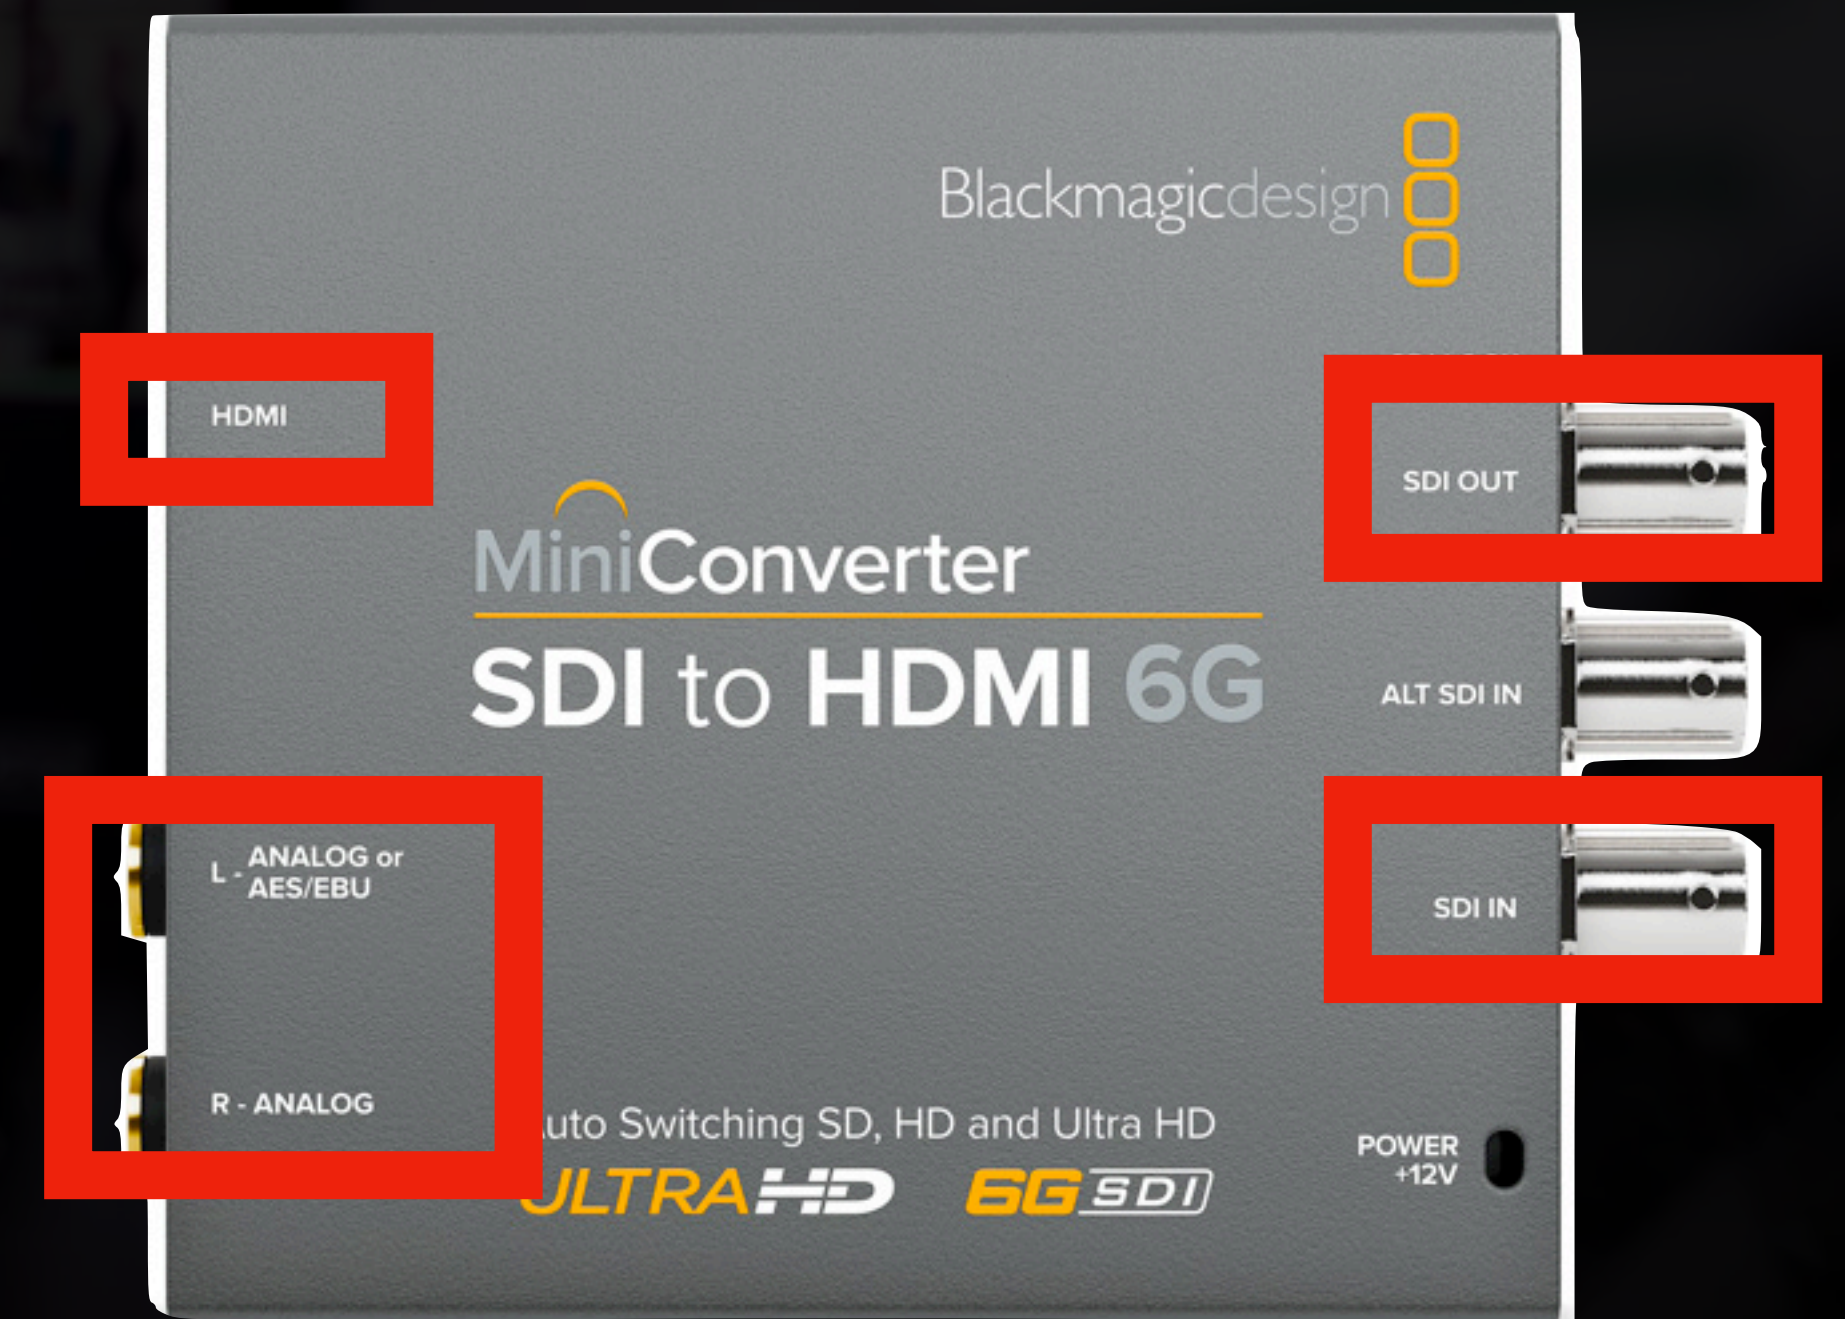 Blackmagicdesign
HDMI
SDI OUT
MiniConverter
SDI to HDMI 6G
ALT SDI IN
L - ANALOG or
AES/EBU
SDI IN
R - ANALOG
Auto Switching SD, HD and Ultra HD
POWER
+12V
ULTRA HD 6G SDI